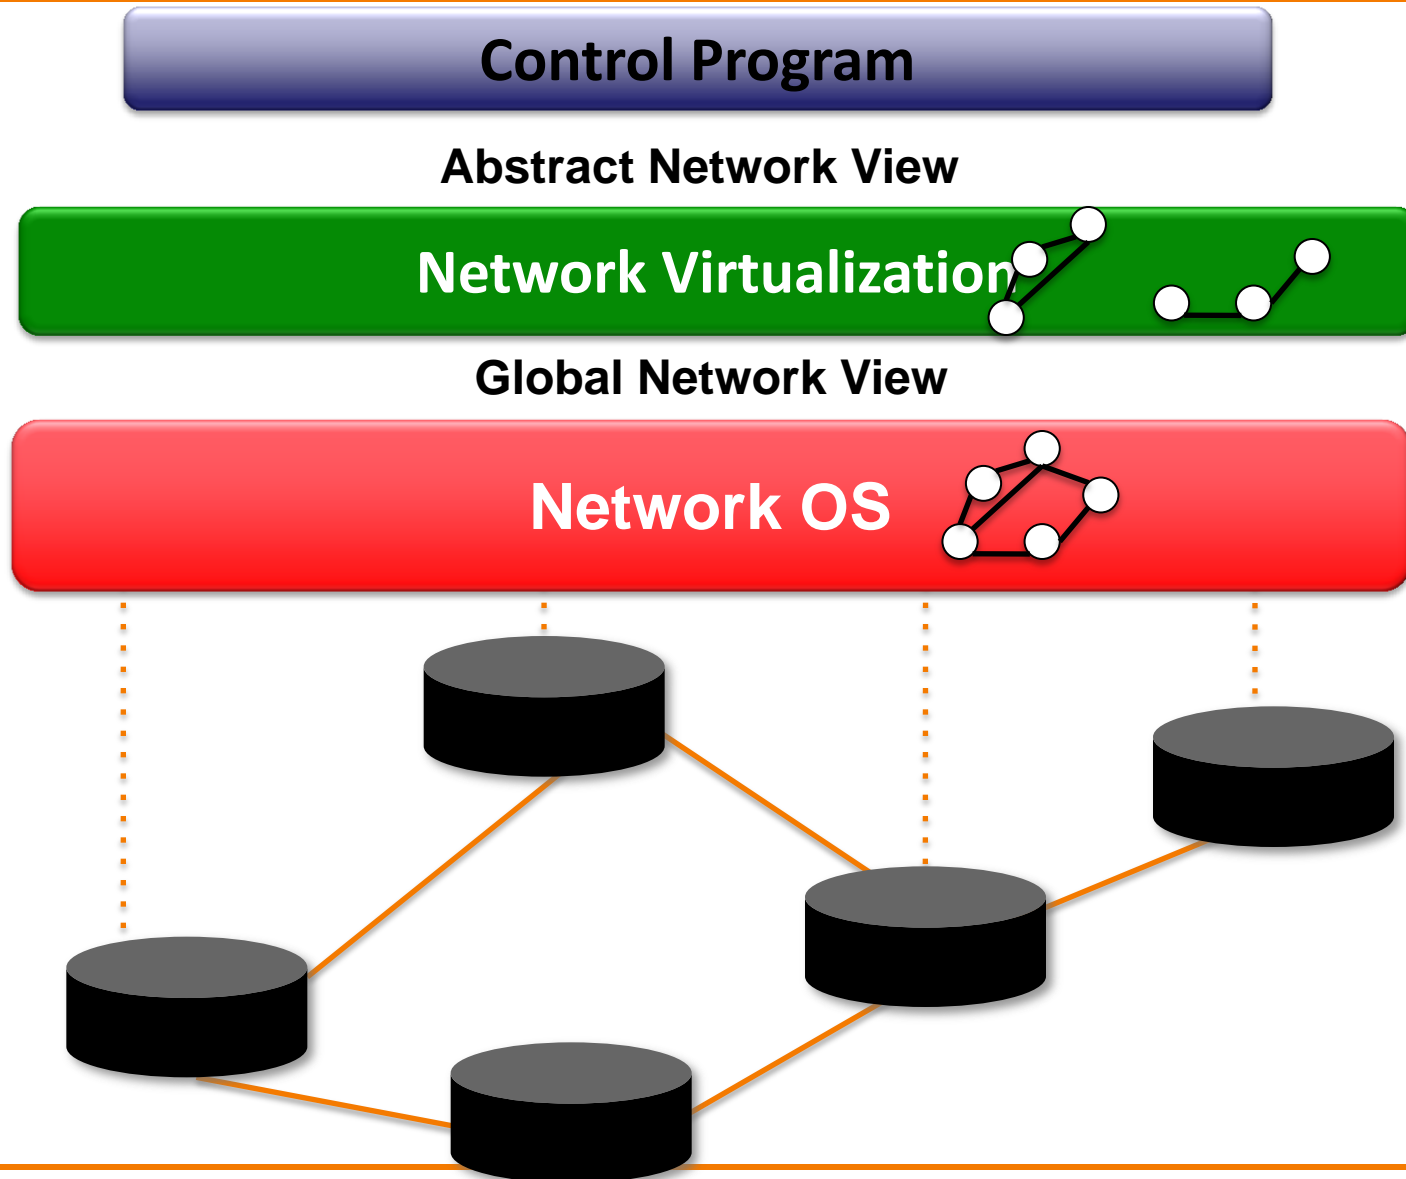 Control Program
Abstract Network View
Network Virtualization
Global Network View
Network OS